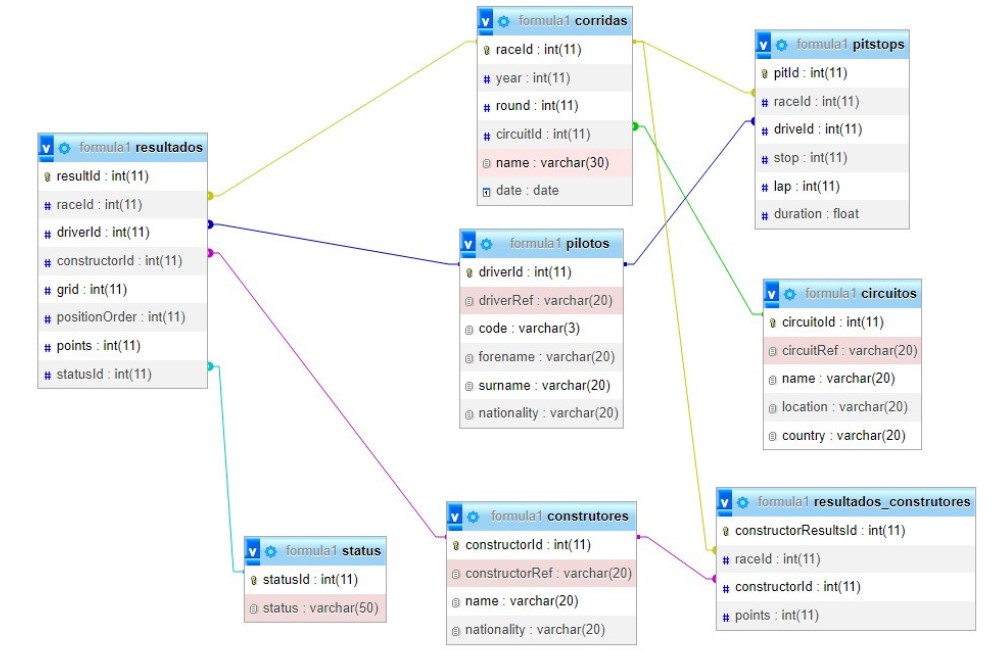 formula1 corridas
raceId : int(11)
year : int(11)
round : int(11)
circuitId : int(11)
name : varchar(30)
date : date
formula1 pitstops
pitId : int(11)
raceId : int(11)
driveId : int(11)
stop : int(11)
lap : int(11)
duration : float
formula1 resultados
resultId : int(11)
raceId : int(11)
driverId : int(11)
constructorId : int(11)
grid : int(11)
positionOrder : int(11)
points : int(11)
statusId : int(11)
formula1 pilotos
driverId : int(11)
driverRef : varchar(20)
code : varchar(3)
forename : varchar(20)
surname : varchar(20)
nationality : varchar(20)
formula1 circuitos
circuitoId : int(11)
circuitRef : varchar(20)
name : varchar(20)
location : varchar(20)
country : varchar(20)
formula1 status
statusId : int(11)
status : varchar(50)
formula1 construtores
constructorId : int(11)
constructorRef : varchar(20)
name : varchar(20)
nationality : varchar(20)
formula1 resultados_construtores
constructorResultsId : int(11)
raceId : int(11)
constructorId : int(11)
points : int(11)